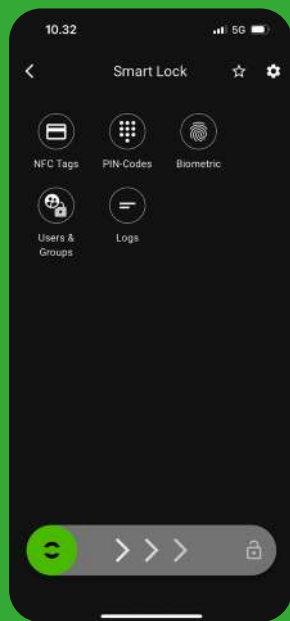 10.32
5G
Smart Lock
NFC Tags
PIN-Codes
Biometric
Users &
Groups
Logs